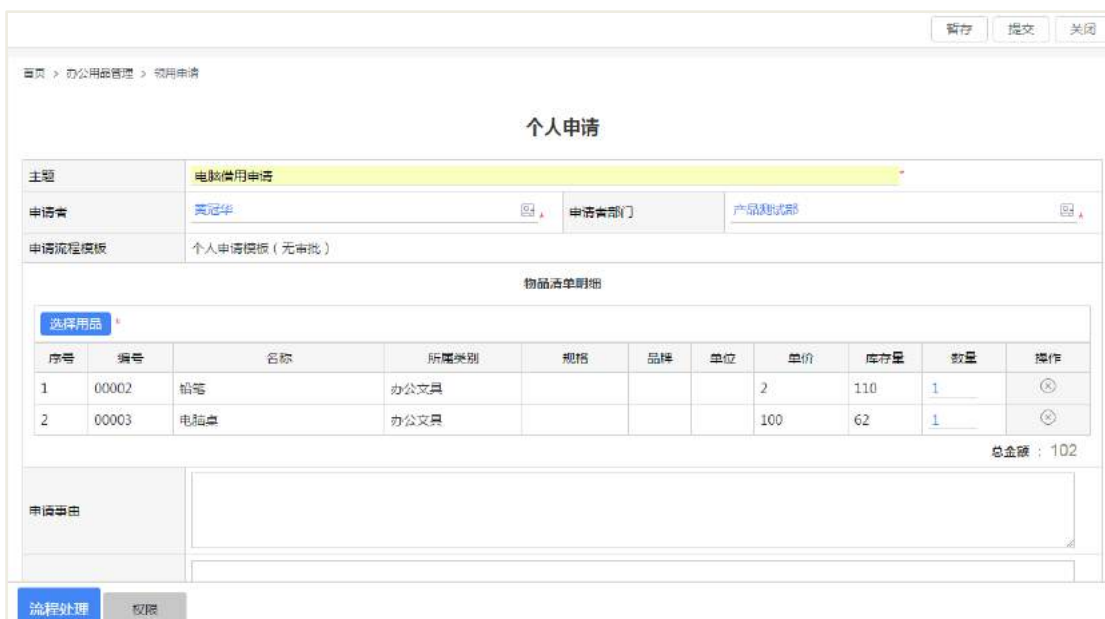 暂存 提交 关闭
首页 > 办公用品管理 > 领用申请
个人申请
主题 电脑借用申请 *
申请者 黄冠华 * 申请者部门 产品测试部 *
申请流程模板 个人申请模板（无审批）
物品清单明细
选择用品 *
序号 编号 名称 所属类别 规格 品牌 单位 单价 库存量 数量 操作
1 00002 铅笔 办公文具 2 110 1
2 00003 电脑桌 办公文具 100 62 1
总金额 : 102
申请事由
流程处理 权限